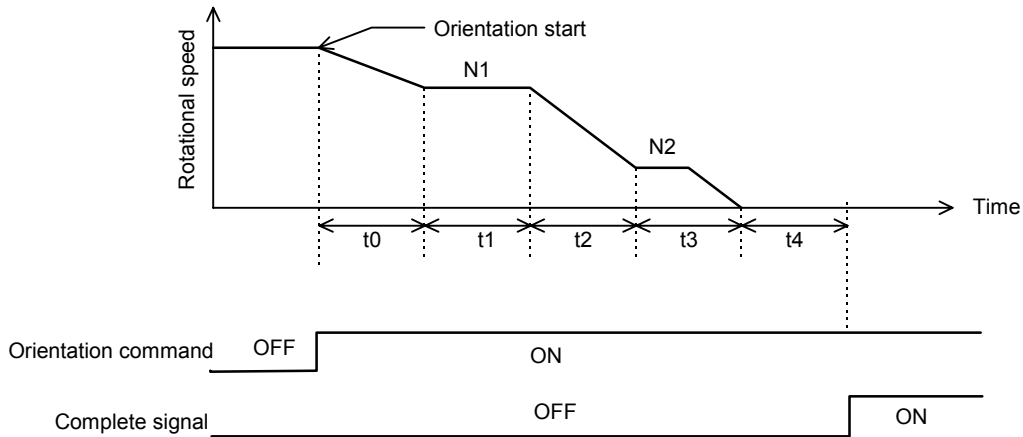 Orientation start
Rotational speed
N1
N2
Time
t0 t1 t2 t3 t4
Orientation command OFF ON
Complete signal OFF ON